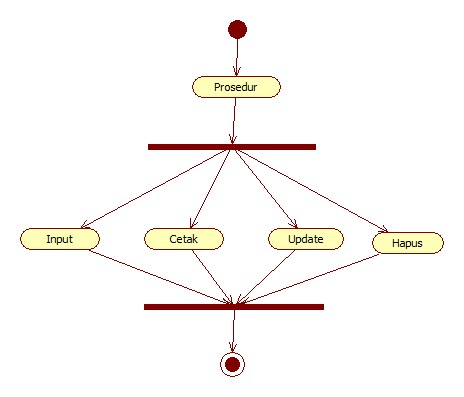 Prosedur
Input
Cetak
Update
Hapus